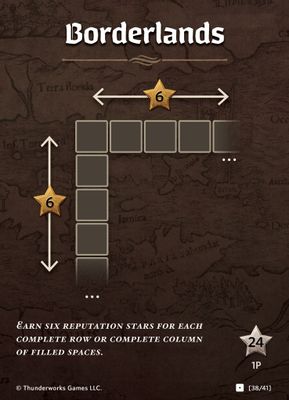 Borderlands
6
...
6
...
Earn six reputation stars for each
complete row or complete column
of filled spaces.
24
1P
© Thunderworks Games LLC.
[38/41]